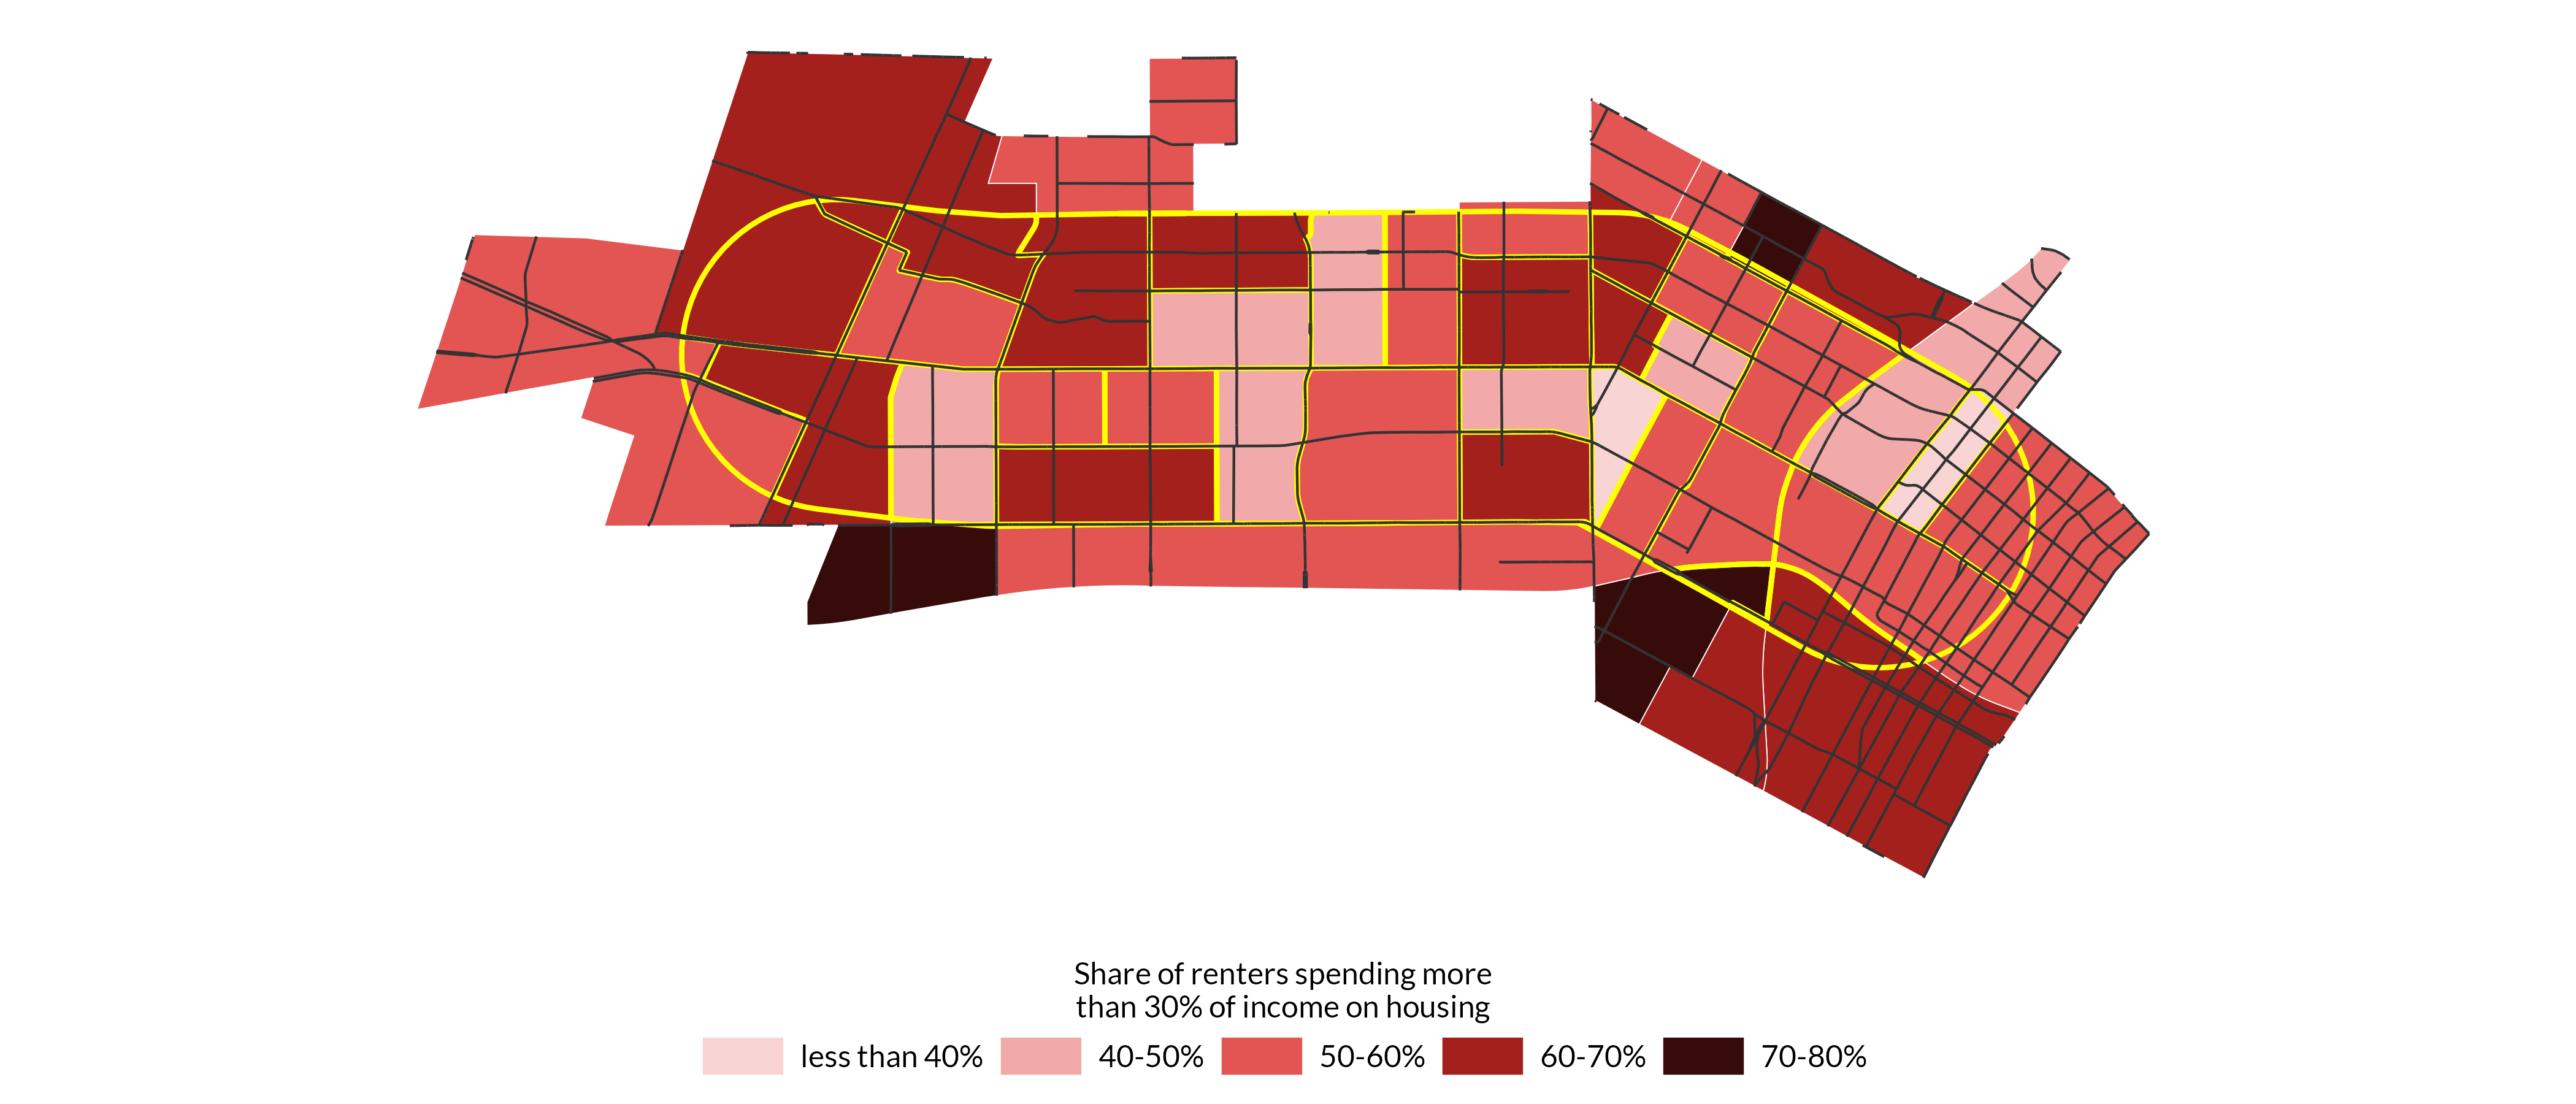 Share of renters spending more
than 30% of income on housing
less than 40% 40-50% 50-60% 60-70% 70-80%